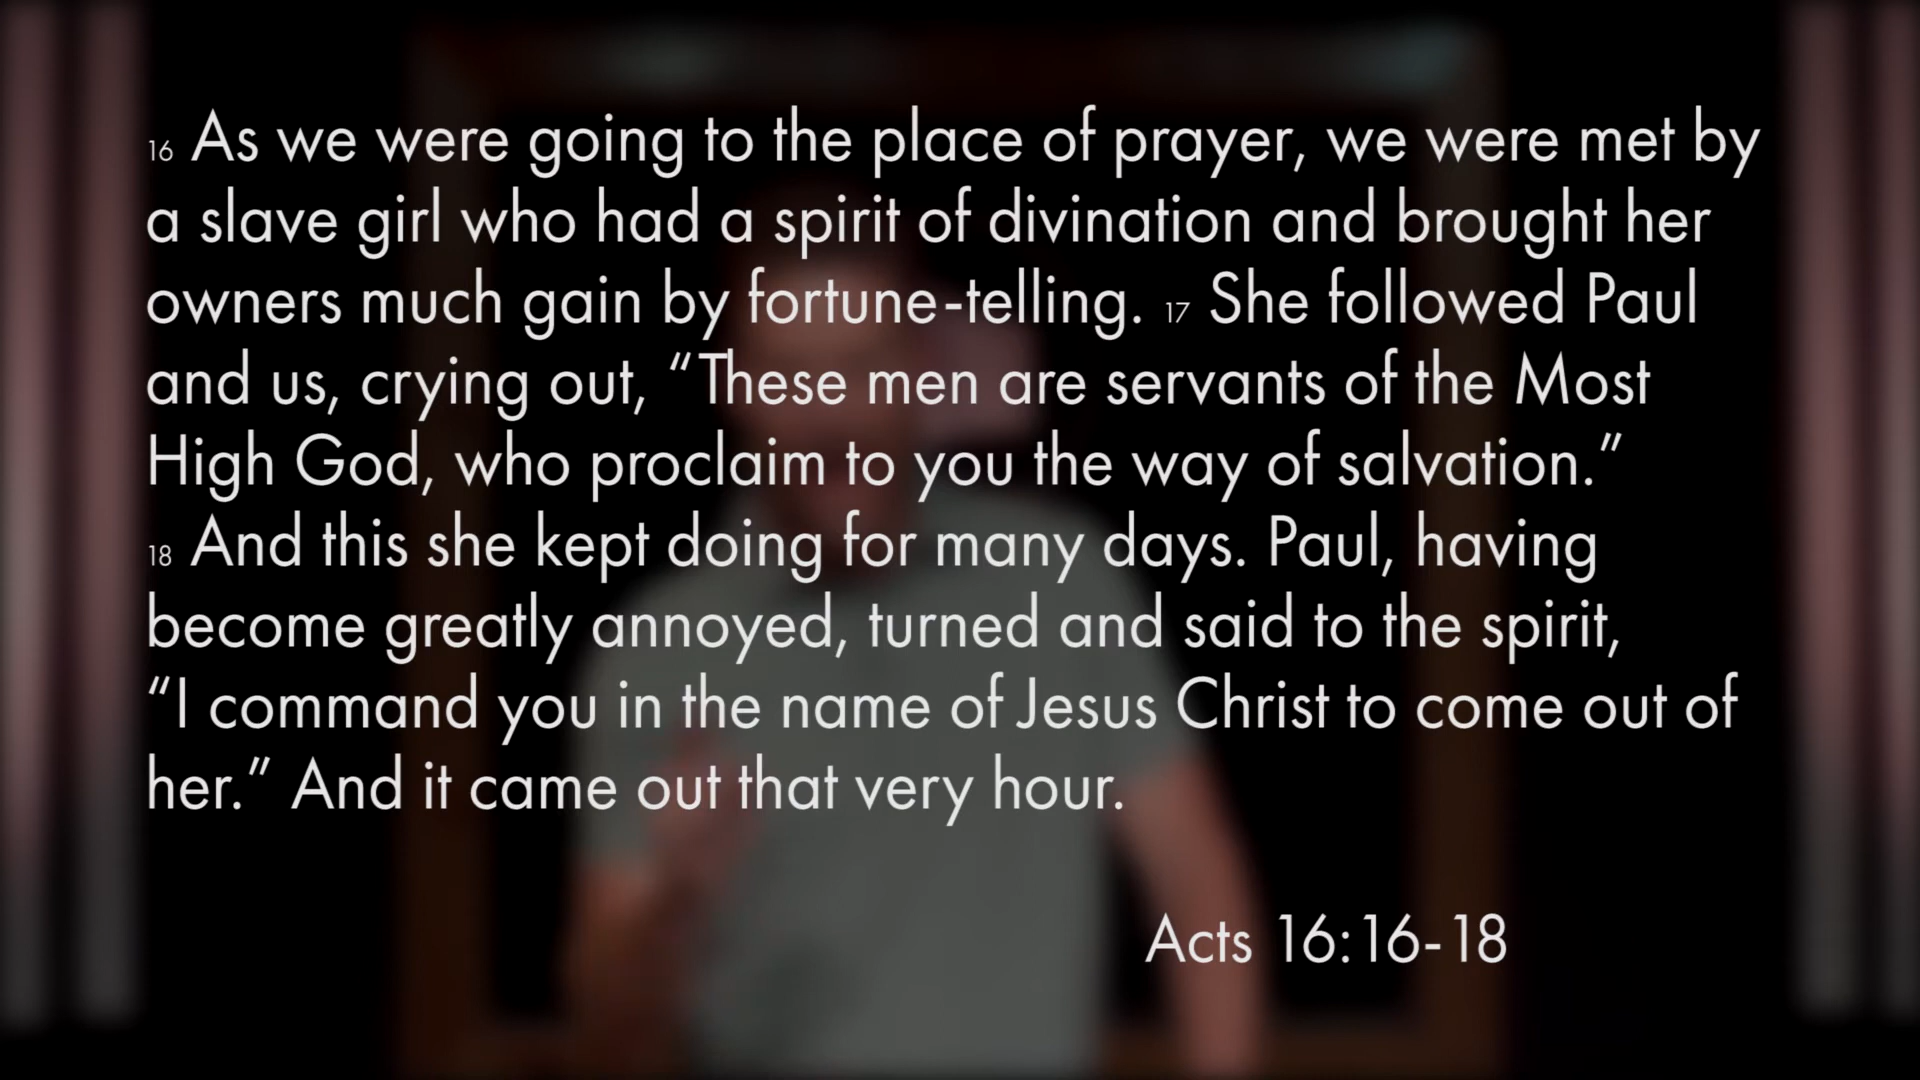 16 As we were going to the place of prayer, we were met by
a slave girl who had a spirit of divination and brought her
owners much gain by fortune-telling. 17 She followed Paul
and us, crying out, “These men are servants of the Most
High God, who proclaim to you the way of salvation.”
18 And this she kept doing for many days. Paul, having
become greatly annoyed, turned and said to the spirit,
“I command you in the name of Jesus Christ to come out of
her.” And it came out that very hour.
Acts 16:16-18